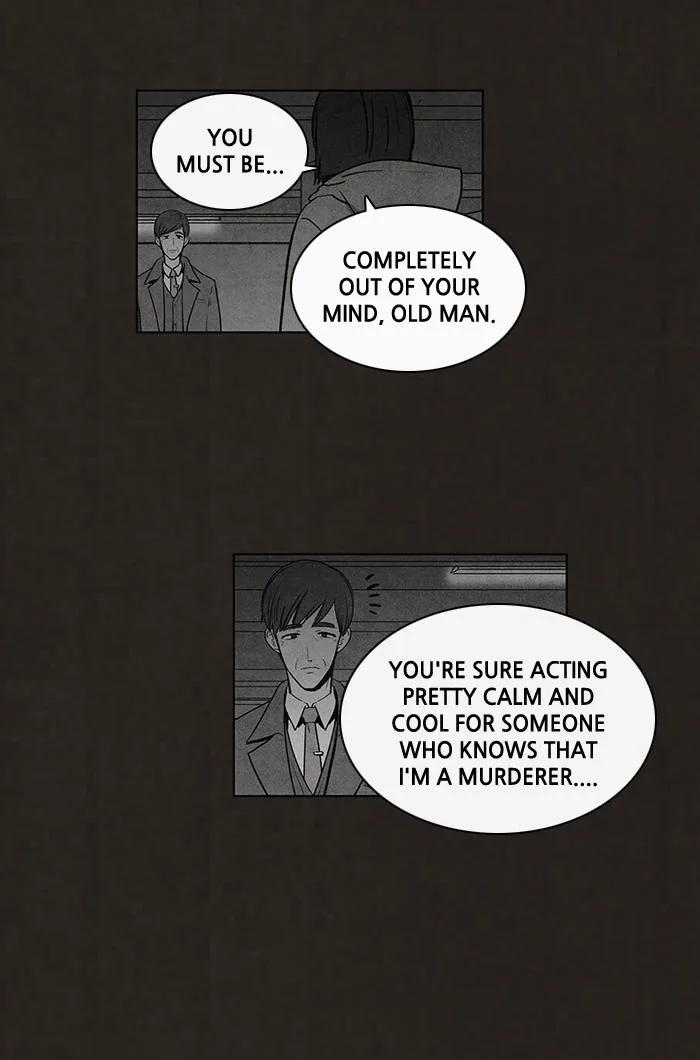 YOU
MUST BE...
COMPLETELY
OUT OF YOUR
MIND, OLD MAN.
YOU'RE SURE ACTING
PRETTY CALM AND
COOL FOR SOMEONE
WHO KNOWS THAT
I'M A MURDERER....